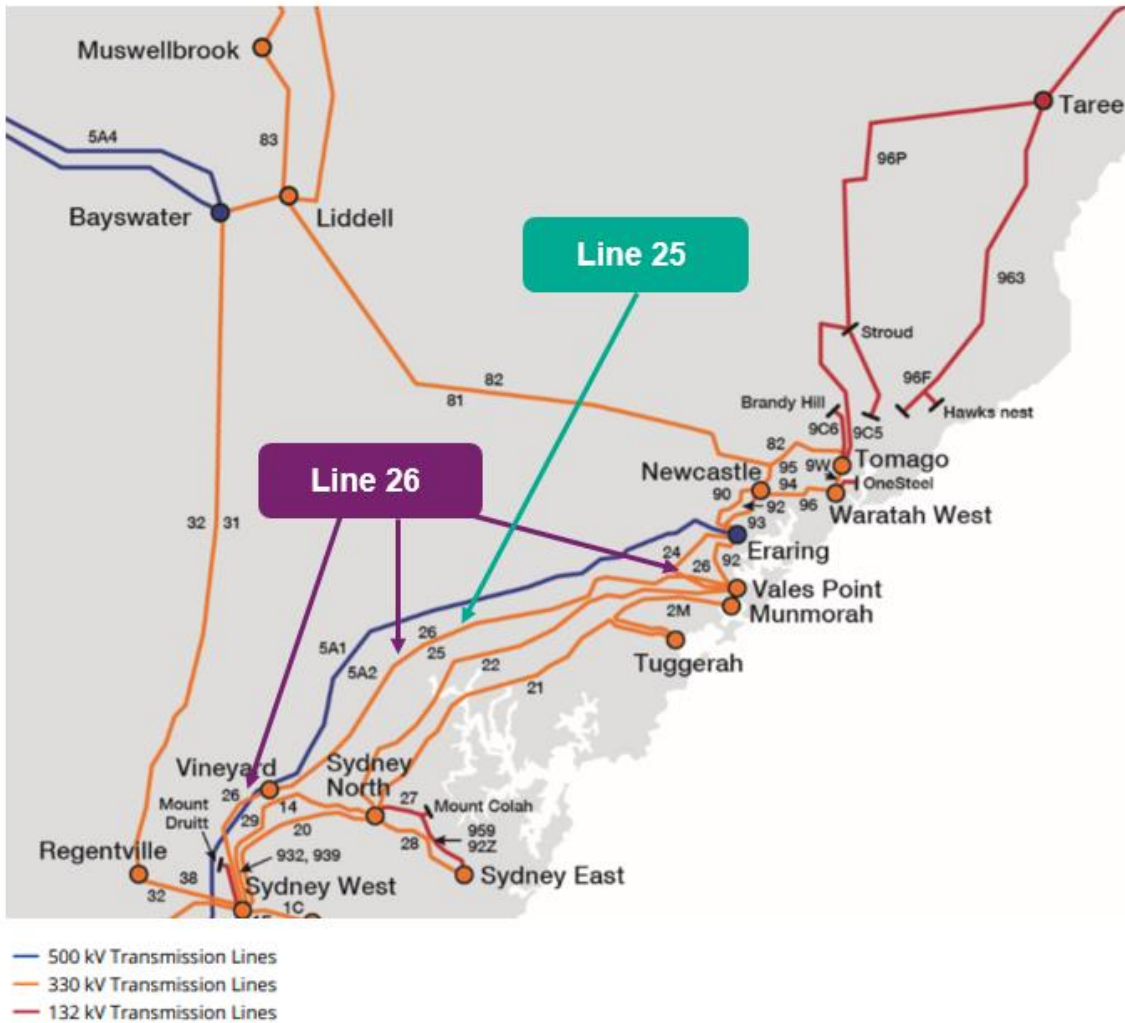 Muswellbrook
83
5A4
Bayswater
Liddell
Taree
96P
963
Line 25
Stroud
82
81
96F
Hawks nest
Brandy Hill
9C6
9C5
82
Line 26
Newcastle
95
9W
Tomago
94
OneSteel
90
92
96
Waratah West
32
31
93
Eraring
24
26
92
Vales Point
2M
Munmorah
26
25
5A1
5A2
22
21
Tuggerah
Vineyard
Sydney
North
26
14
27
Mount Colah
Mount
Druitt
29
20
959
92Z
28
Regentville
932, 939
38
Sydney West
Sydney East
32
1C
500 kV Transmission Lines
330 kV Transmission Lines
132 kV Transmission Lines